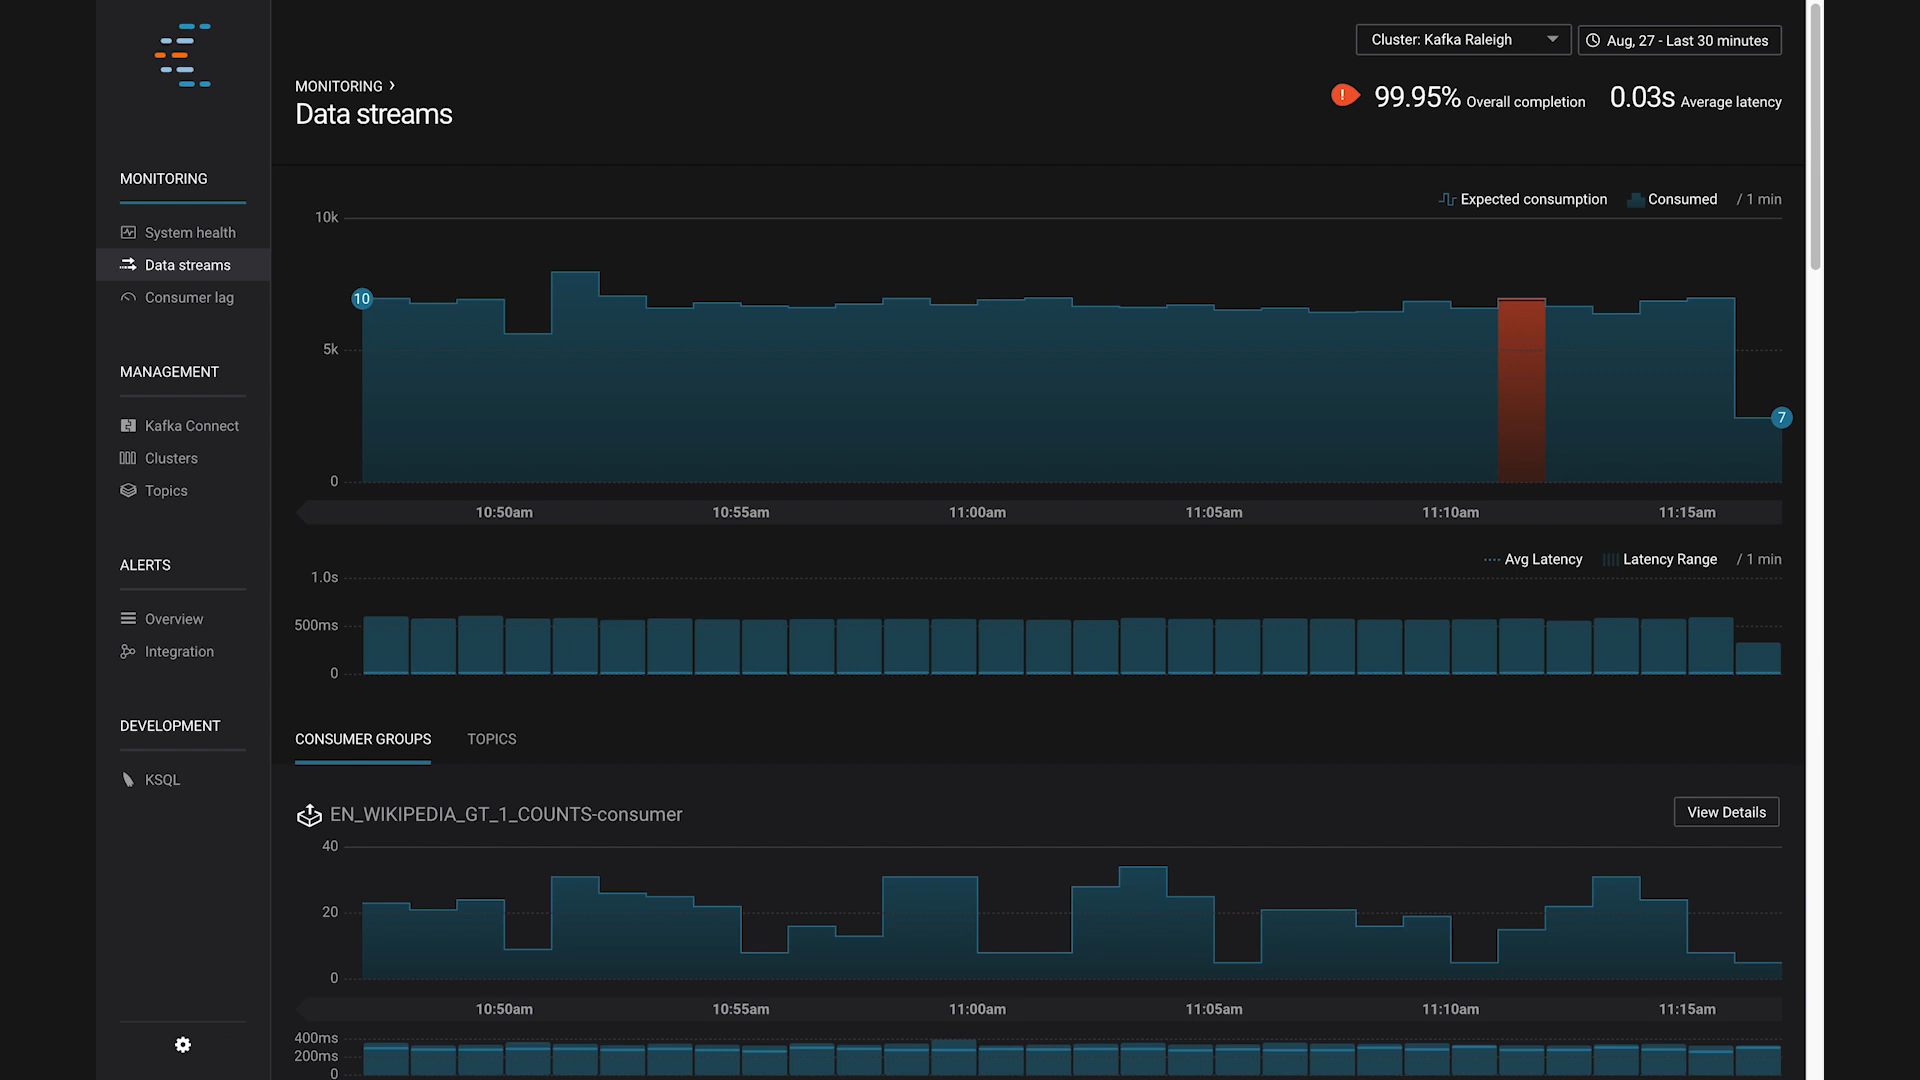 Cluster: Kafka Raleigh
Aug, 27 - Last 30 minutes
MONITORING ›
Data streams
! 99.95% Overall completion 0.03s Average latency
MONITORING
System health
Data streams
Consumer lag
MANAGEMENT
Kafka Connect
Clusters
Topics
ALERTS
Overview
Integration
DEVELOPMENT
KSQL
Expected consumption Consumed / 1 min
10k
10
5k
7
0
10:50am 10:55am 11:00am 11:05am 11:10am 11:15am
Avg Latency Latency Range / 1 min
1.0s
500ms
0
CONSUMER GROUPS TOPICS
EN_WIKIPEDIA_GT_1_COUNTS-consumer View Details
40
20
0
10:50am 10:55am 11:00am 11:05am 11:10am 11:15am
400ms
200ms
0